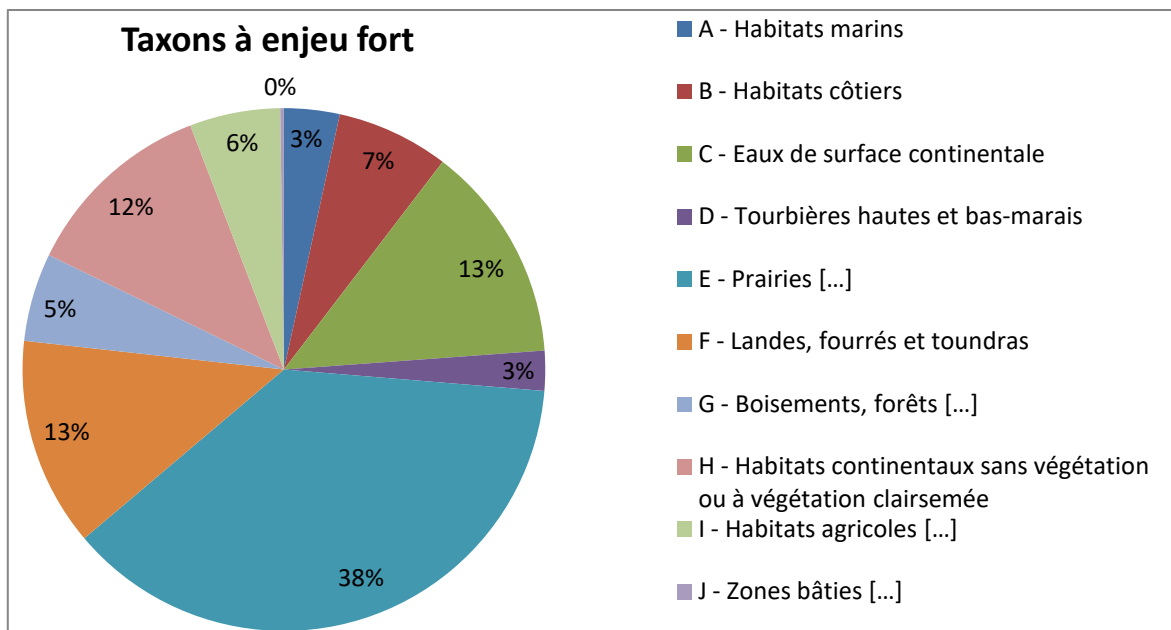 Taxons à enjeu fort
0%
3%
7%
13%
3%
38%
13%
5%
12%
6%
A - Habitats marins
B - Habitats côtiers
C - Eaux de surface continentale
D - Tourbières hautes et bas-marais
E - Prairies [...]
F - Landes, fourrés et toundras
G - Boisements, forêts [...]
H - Habitats continentaux sans végétation
ou à végétation clairsemée
I - Habitats agricoles [...]
J - Zones bâties [...]